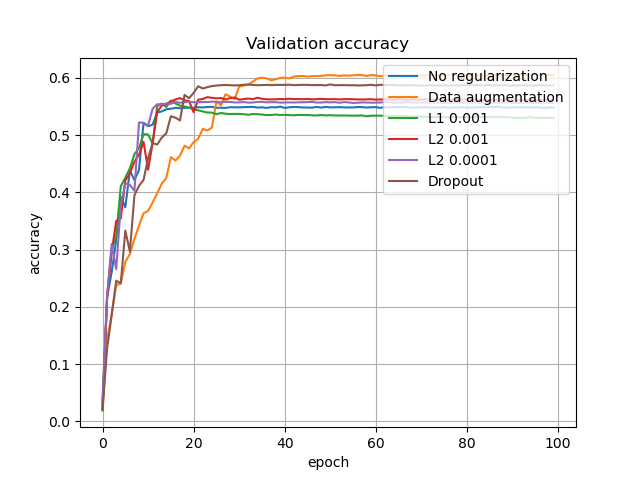 Validation accuracy
0.6
0.5
0.4
0.3
0.2
0.1
0.0
accuracy
No regularization
Data augmentation
L1 0.001
L2 0.001
L2 0.0001
Dropout
0 20 40 60 80 100
epoch